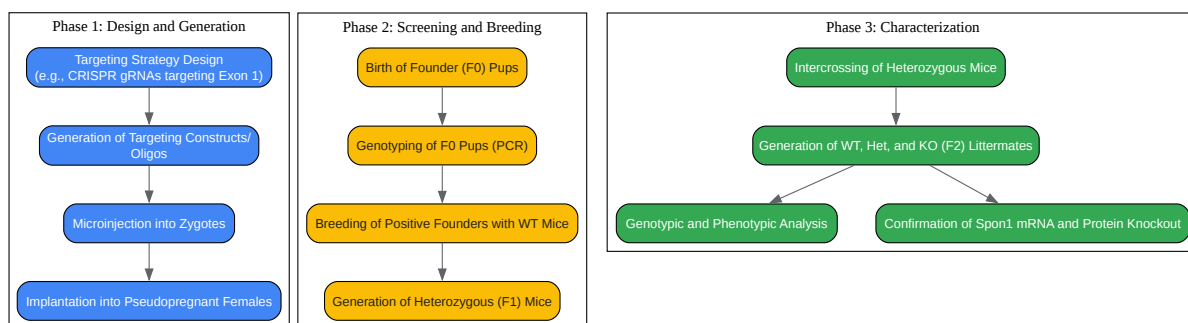 Phase 1: Design and Generation
Targeting Strategy Design
(e.g., CRISPR gRNAs targeting Exon 1)
Generation of Targeting Constructs/
Oligos
Microinjection into Zygotes
Implantation into Pseudopregnant Females
Phase 2: Screening and Breeding
Birth of Founder (F0) Pups
Genotyping of F0 Pups (PCR)
Breeding of Positive Founders with WT Mice
Generation of Heterozygous (F1) Mice
Phase 3: Characterization
Intercrossing of Heterozygous Mice
Generation of WT, Het, and KO (F2) Littermates
Genotypic and Phenotypic Analysis
Confirmation of Spon1 mRNA and Protein Knockout